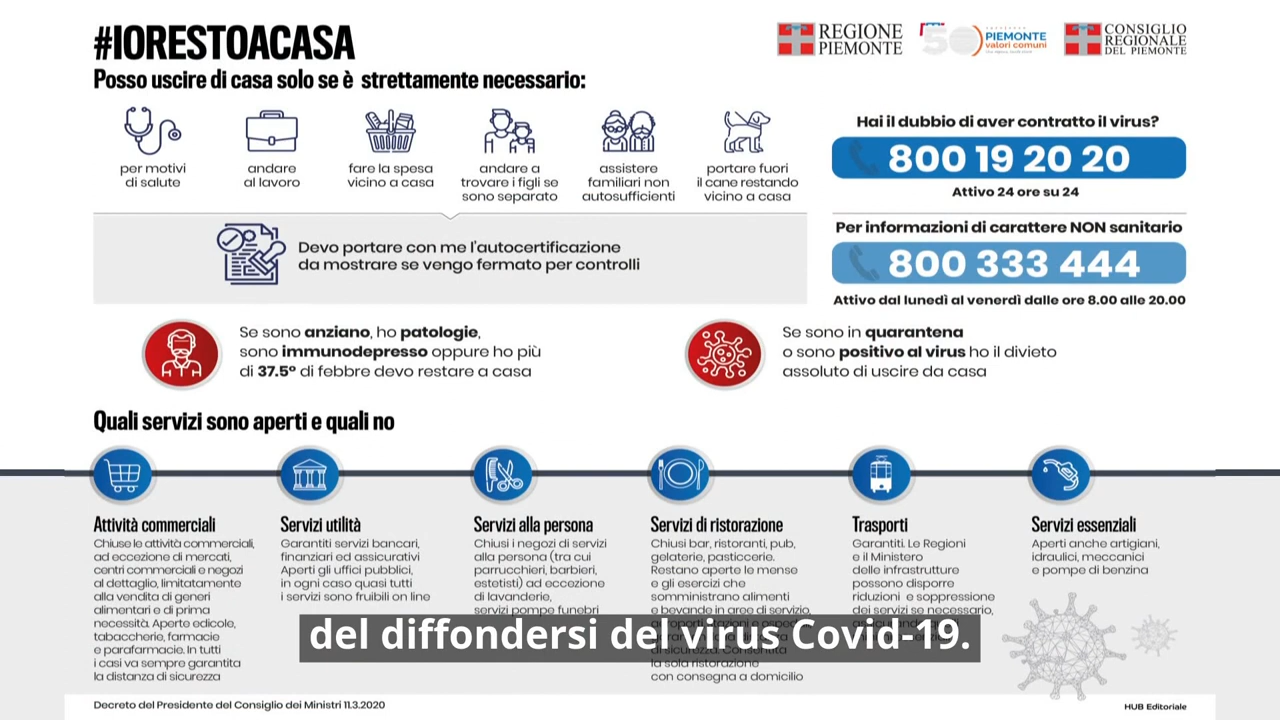 #IORESTOACASA
Posso uscire di casa solo se è strettamente necessario:
REGIONE
PIEMONTE
50
PIEMONTE
valori comuni
CONSIGLIO
REGIONALE
DEL PIEMONTE
per motivi
di salute
andare
al lavoro
fare la spesa
vicino a casa
andare a
trovare i figli se
sono separato
assistere
familiari non
autosufficienti
portare fuori
il cane restando
vicino a casa
Hai il dubbio di aver contratto il virus?
800 19 20 20
Attivo 24 ore su 24
Devo portare con me l'autocertificazione
da mostrare se vengo fermato per controlli
Per informazioni di carattere NON sanitario
800 333 444
Attivo dal lunedì al venerdì dalle ore 8.00 alle 20.00
Se sono anziano, ho patologie,
sono immunodepresso oppure ho più
di 37.5° di febbre devo restare a casa
Se sono in quarantena
o sono positivo al virus ho il divieto
assoluto di uscire da casa
Quali servizi sono aperti e quali no
Attività commerciali
Chiuse le attività commerciali,
ad eccezione di mercati,
centri commerciali e negozi
al dettaglio, limitatamente
alla vendita di generi
alimentari e di prima
necessità. Aperte edicole,
tabaccherie, farmacie
e parafarmacie. In tutti
i casi va sempre garantita
la distanza di sicurezza
Servizi utilità
Garantiti servizi bancari,
finanziari ed assicurativi
Aperti gli uffici pubblici,
in ogni caso quasi tutti
i servizi sono fruibili on line
Servizi alla persona
Chiusi i negozi di servizi
alla persona (tra cui
parrucchieri, barbieri,
estetisti) ad eccezione
di lavanderie,
servizi pompe funebri
Servizi di ristorazione
Chiusi bar, ristoranti, pub,
gelaterie, pasticcerie.
Restano aperte le mense
e gli esercizi che
somministrano alimenti
e bevande in aree di servizio,
di sicurezza. Consentita
la sola ristorazione
con consegna a domicilio
Trasporti
Garantiti. Le Regioni
e il Ministero
delle infrastrutture
possono disporre
riduzioni e soppressione
dei servizi se necessario,
Servizi essenziali
Aperti anche artigiani,
idraulici, meccanici
e pompe di benzina
del diffondersi del virus Covid-19.
Decreto del Presidente del Consiglio dei Ministri 11.3.2020
HUB Editoriale